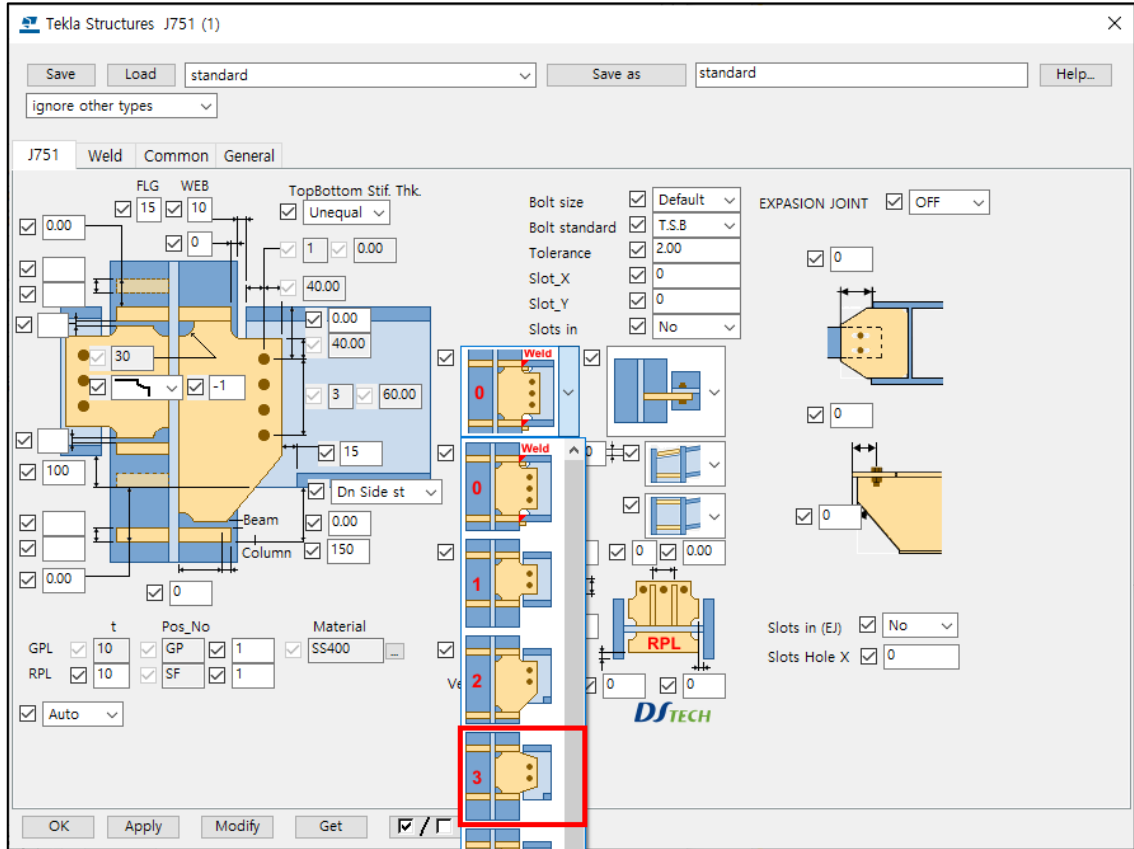 Tekla Structures J751 (1)
Save Load standard Save as standard Help...
ignore other types
J751 Weld Common General
FLG WEB TopBottom Stif. Thk.
15 10 Unequal
0.00
0 1 0.00
40.00
0.00
40.00
30
-1 3 60.00
15
100 Dn Side st
Beam 0.00
Column 150
0.00
0
t Pos_No Material
GPL 10 GP 1 SS400 ...
RPL 10 SF 1
Auto
Bolt size Default
Bolt standard T.S.B
Tolerance 2.00
Slot_X 0
Slot_Y 0
Slots in No
Weld
0
Weld
0
1
2
3
0
0 0.00
RPL
0 0
DSTECH
EXPASION JOINT OFF
0
0
0
Slots in (EJ) No
Slots Hole X 0
OK Apply Modify Get /